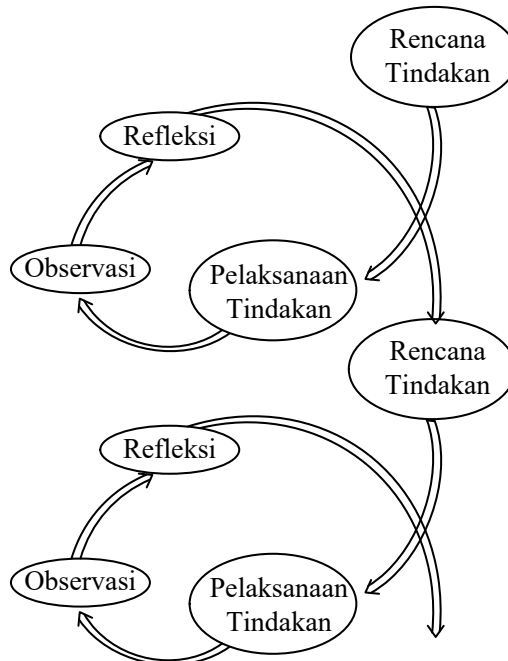 Rencana
Tindakan
Refleksi
Observasi
Pelaksanaan
Tindakan
Rencana
Tindakan
Refleksi
Observasi
Pelaksanaan
Tindakan